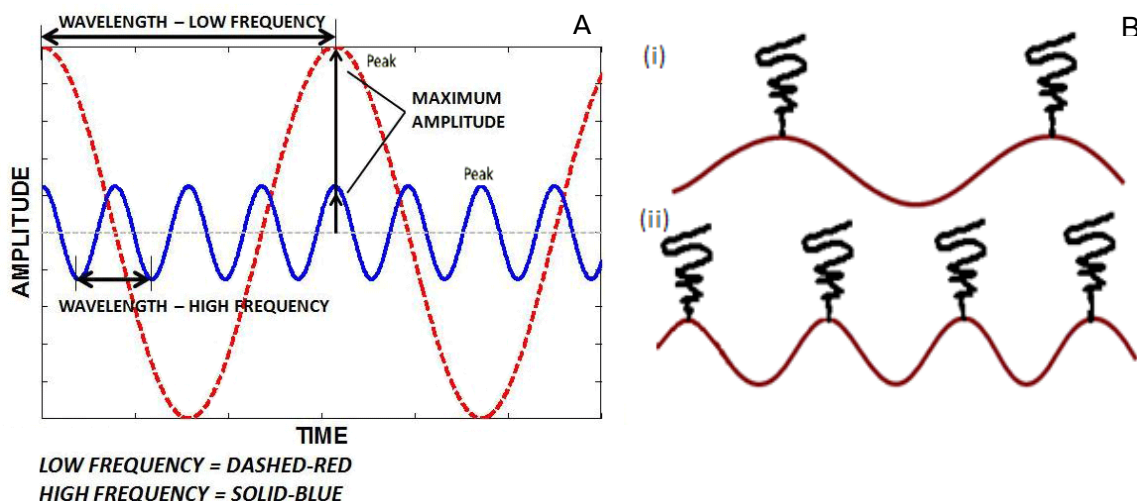 WAVELENGTH – LOW FREQUENCY
A
B
Peak
(i)
MAXIMUM
AMPLITUDE
Peak
AMPLITUDE
(ii)
WAVELENGTH – HIGH FREQUENCY
TIME
LOW FREQUENCY = DASHED-RED
HIGH FREQUENCY = SOLID-BLUE